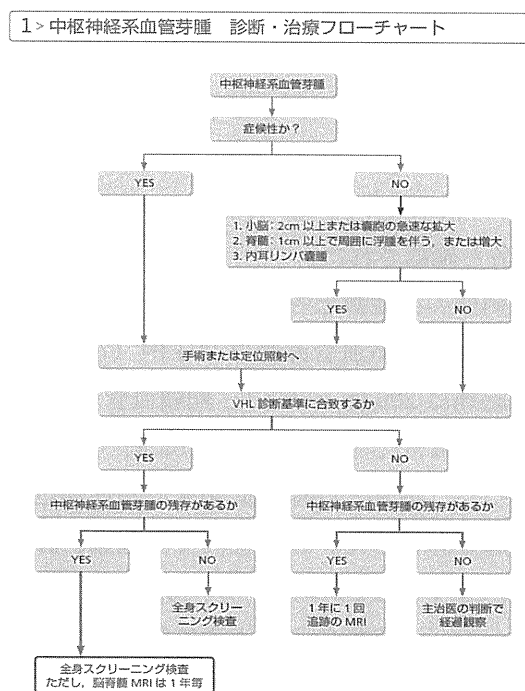 1> 中枢神経系血管芽腫 診断・治療フローチャート
中枢神経系血管芽腫
症候性か?
YES
NO
1. 小脳:2cm 以上または嚢胞の急速な拡大
2. 脊髄:1cm 以上で周囲に浮腫を伴う,または増大
3. 内耳リンパ嚢腫
YES
NO
手術または定位照射へ
VHL 診断基準に合致するか
YES
NO
中枢神経系血管芽腫の残存があるか
中枢神経系血管芽腫の残存があるか
YES
NO
YES
NO
全身スクリー
ニング検査
1 年に 1 回
追跡の MRI
主治医の判断で
経過観察
全身スクリーニング検査
ただし,脳脊髄 MRI は 1 年毎